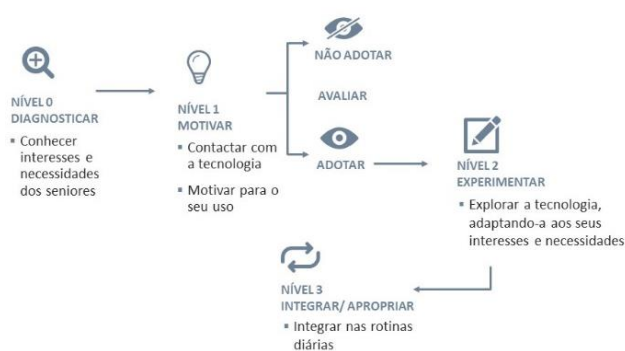 NÍVEL 0
DIAGNOSTICAR
▪ Conhecer
interesses e
necessidades
dos seniores
NÍVEL 1
MOTIVAR
▪ Contactar com
a tecnologia
▪ Motivar para o
seu uso
NÃO ADOTAR
AVALIAR
ADOTAR
NÍVEL 2
EXPERIMENTAR
▪ Explorar a tecnologia,
adaptando-a aos seus
interesses e necessidades
NÍVEL 3
INTEGRAR/ APROPRIAR
▪ Integrar nas rotinas
diárias